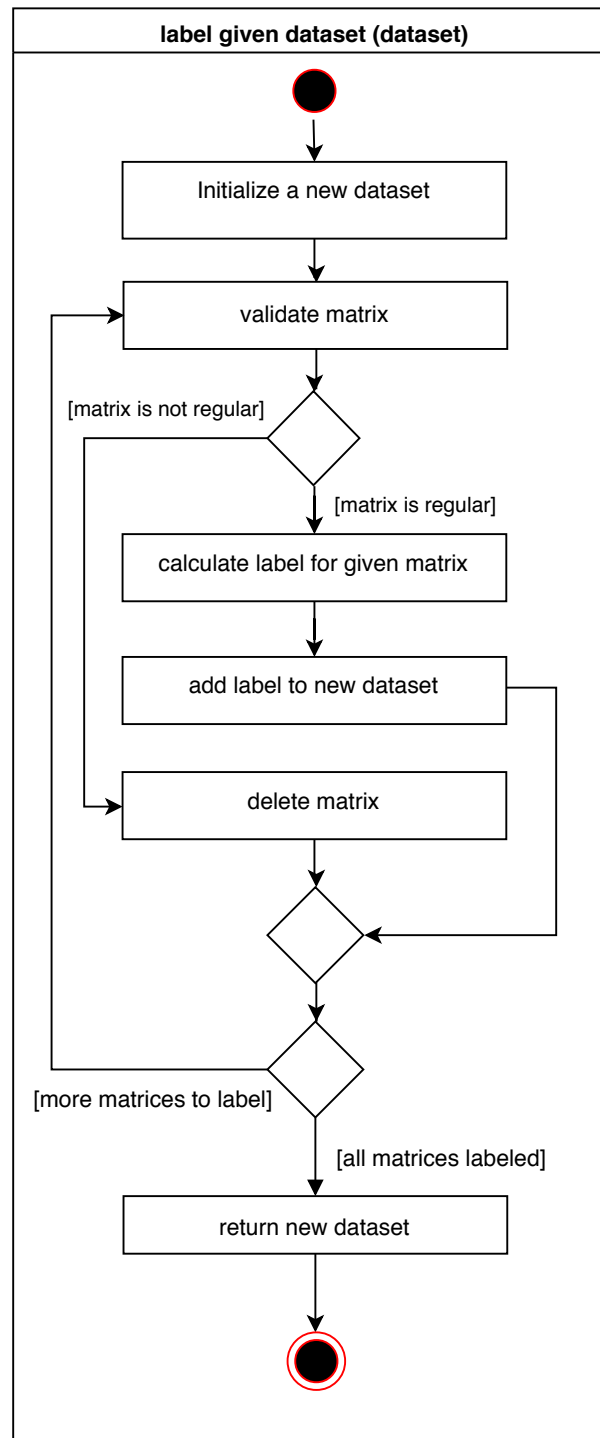 label given dataset (dataset)
Initialize a new dataset
validate matrix
[matrix is not regular]
[matrix is regular]
calculate label for given matrix
add label to new dataset
delete matrix
[more matrices to label]
[all matrices labeled]
return new dataset